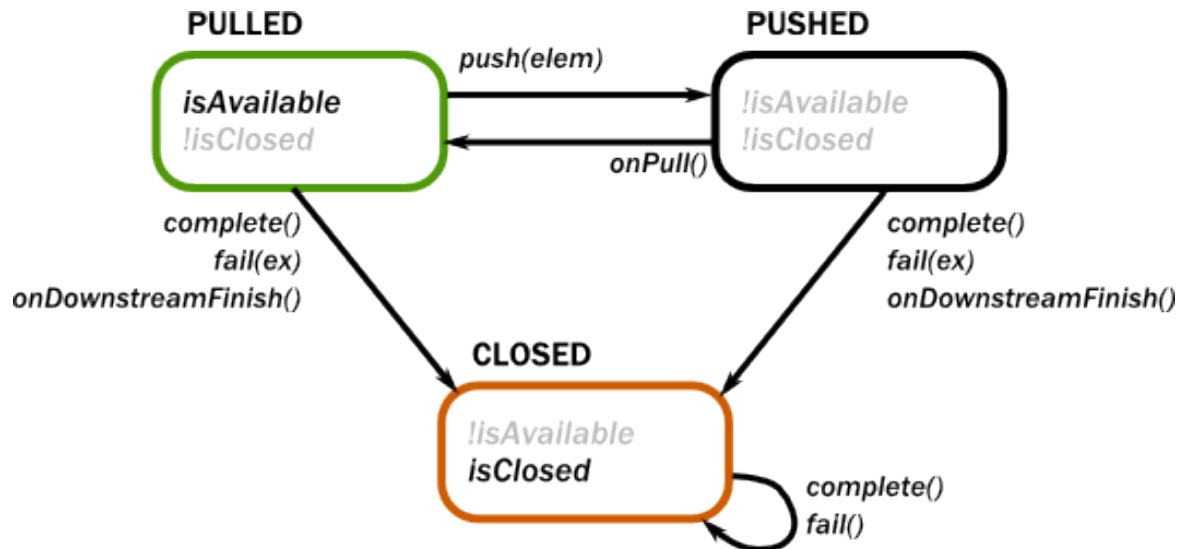 PULLED
PUSHED
push(elem)
isAvailable
!isClosed
!isAvailable
!isClosed
onPull()
complete()
fail(ex)
onDownstreamFinish()
complete()
fail(ex)
onDownstreamFinish()
CLOSED
!isAvailable
isClosed
complete()
fail()